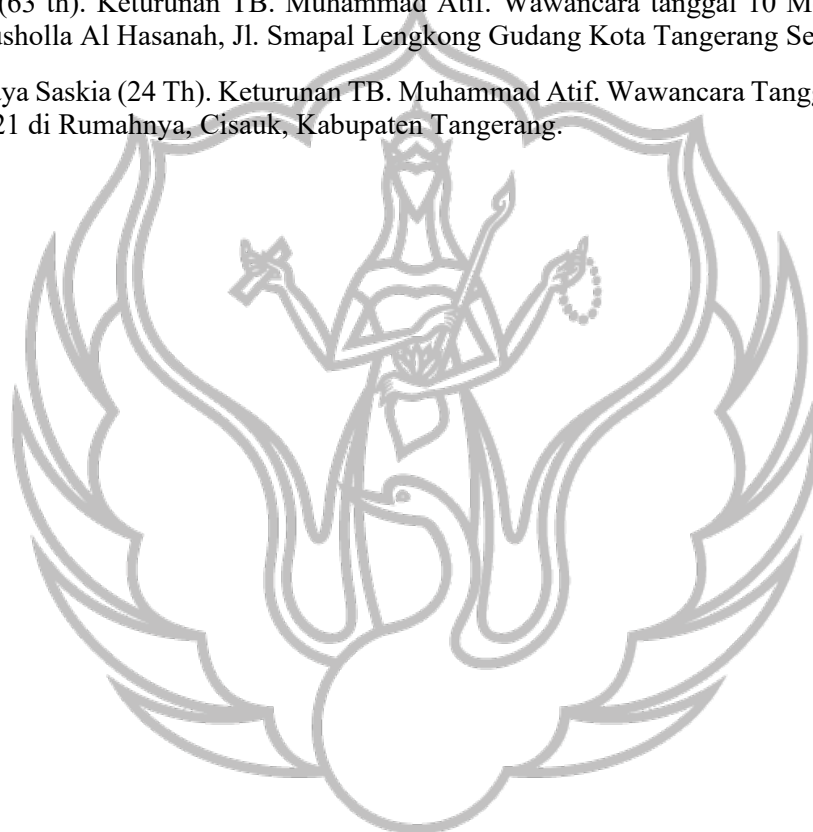 (63 th). Keturunan TB. Muhammad Atif. Wawancara tanggal 10 M
usholla Al Hasanah, Jl. Smapal Lengkong Gudang Kota Tangerang Se
ya Saskia (24 Th). Keturunan TB. Muhammad Atif. Wawancara Tangg
21 di Rumahnya, Cisauk, Kabupaten Tangerang.